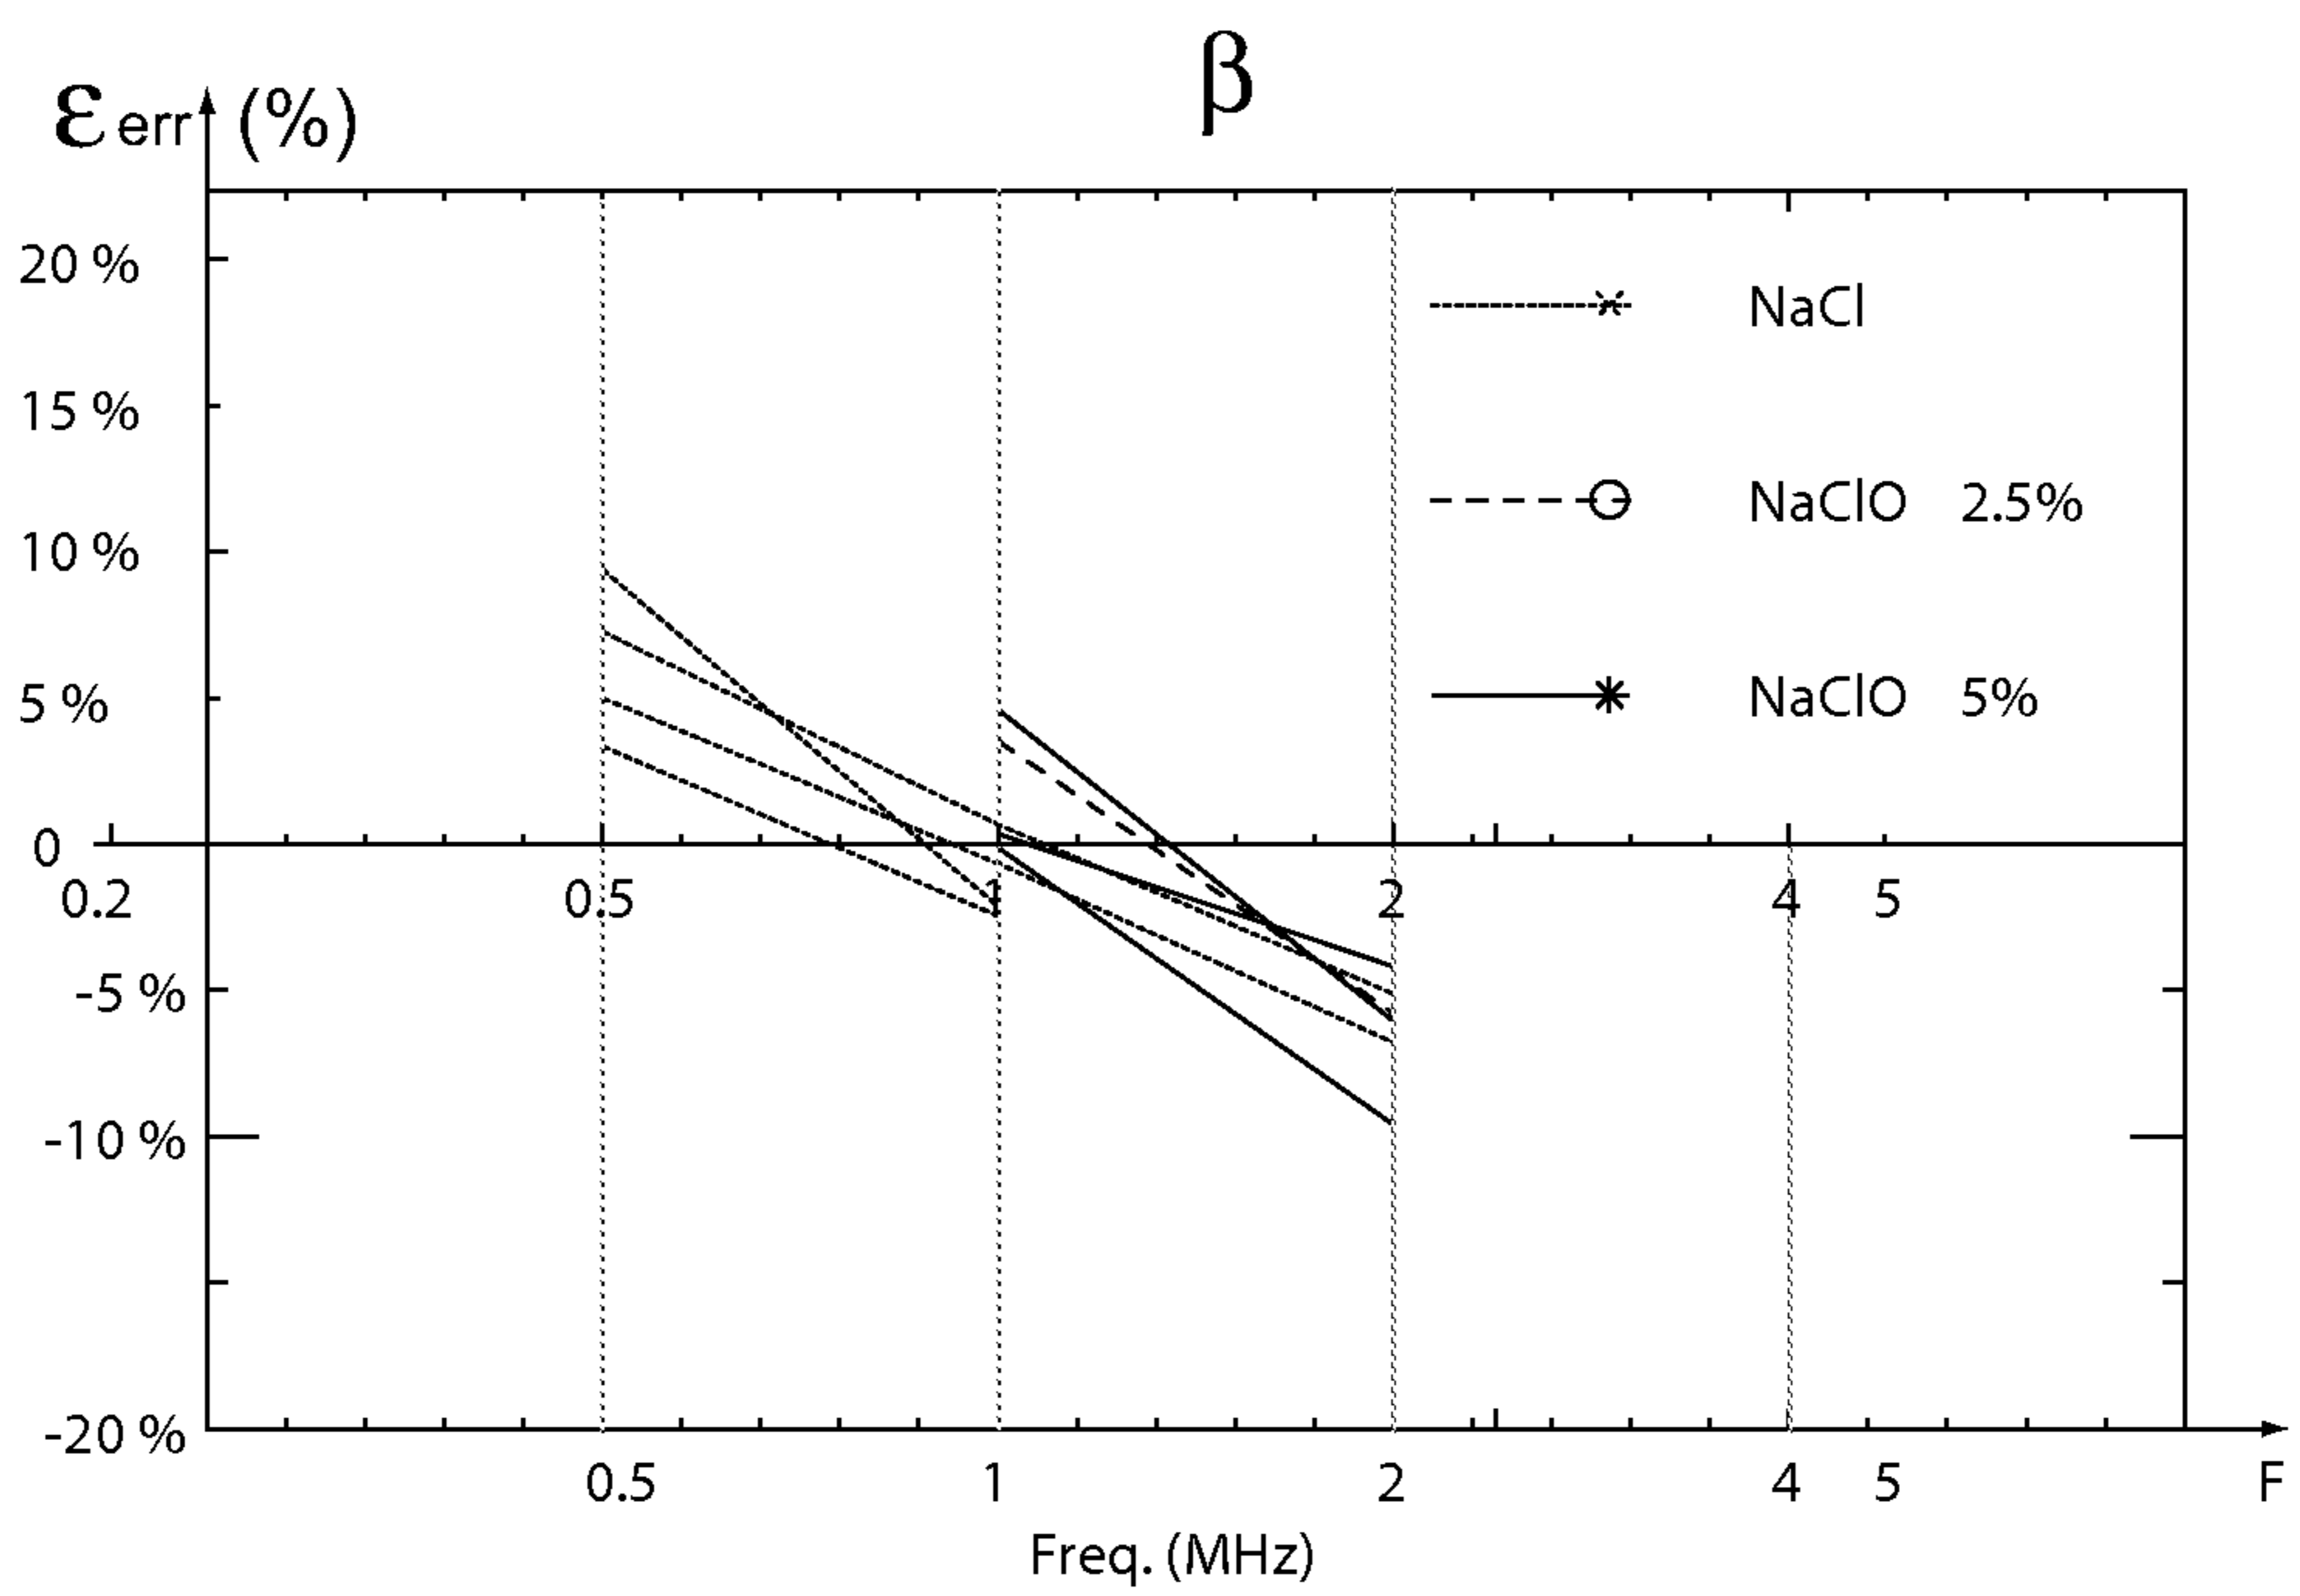 β
εerr (%)
20 %
NaCl
15 %
NaClO 2.5%
10 %
5 %
NaClO 5%
0
0.2 0.5 1 2 4 5
-5 %
-10 %
-20 %
0.5 1 2 4 5 F
Freq. (MHz)